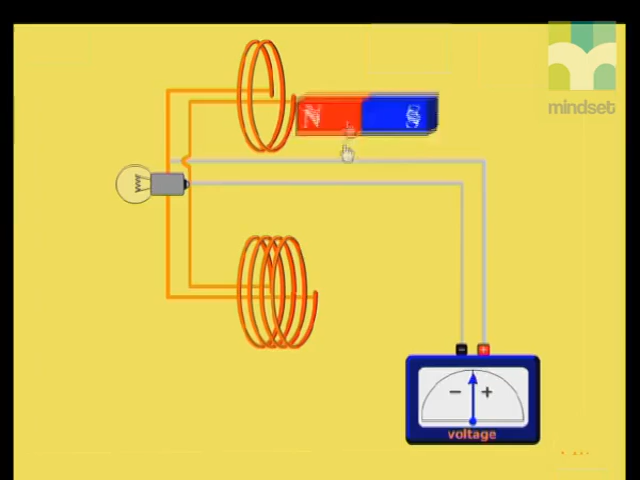 mindset
N S
- +
- +
voltage